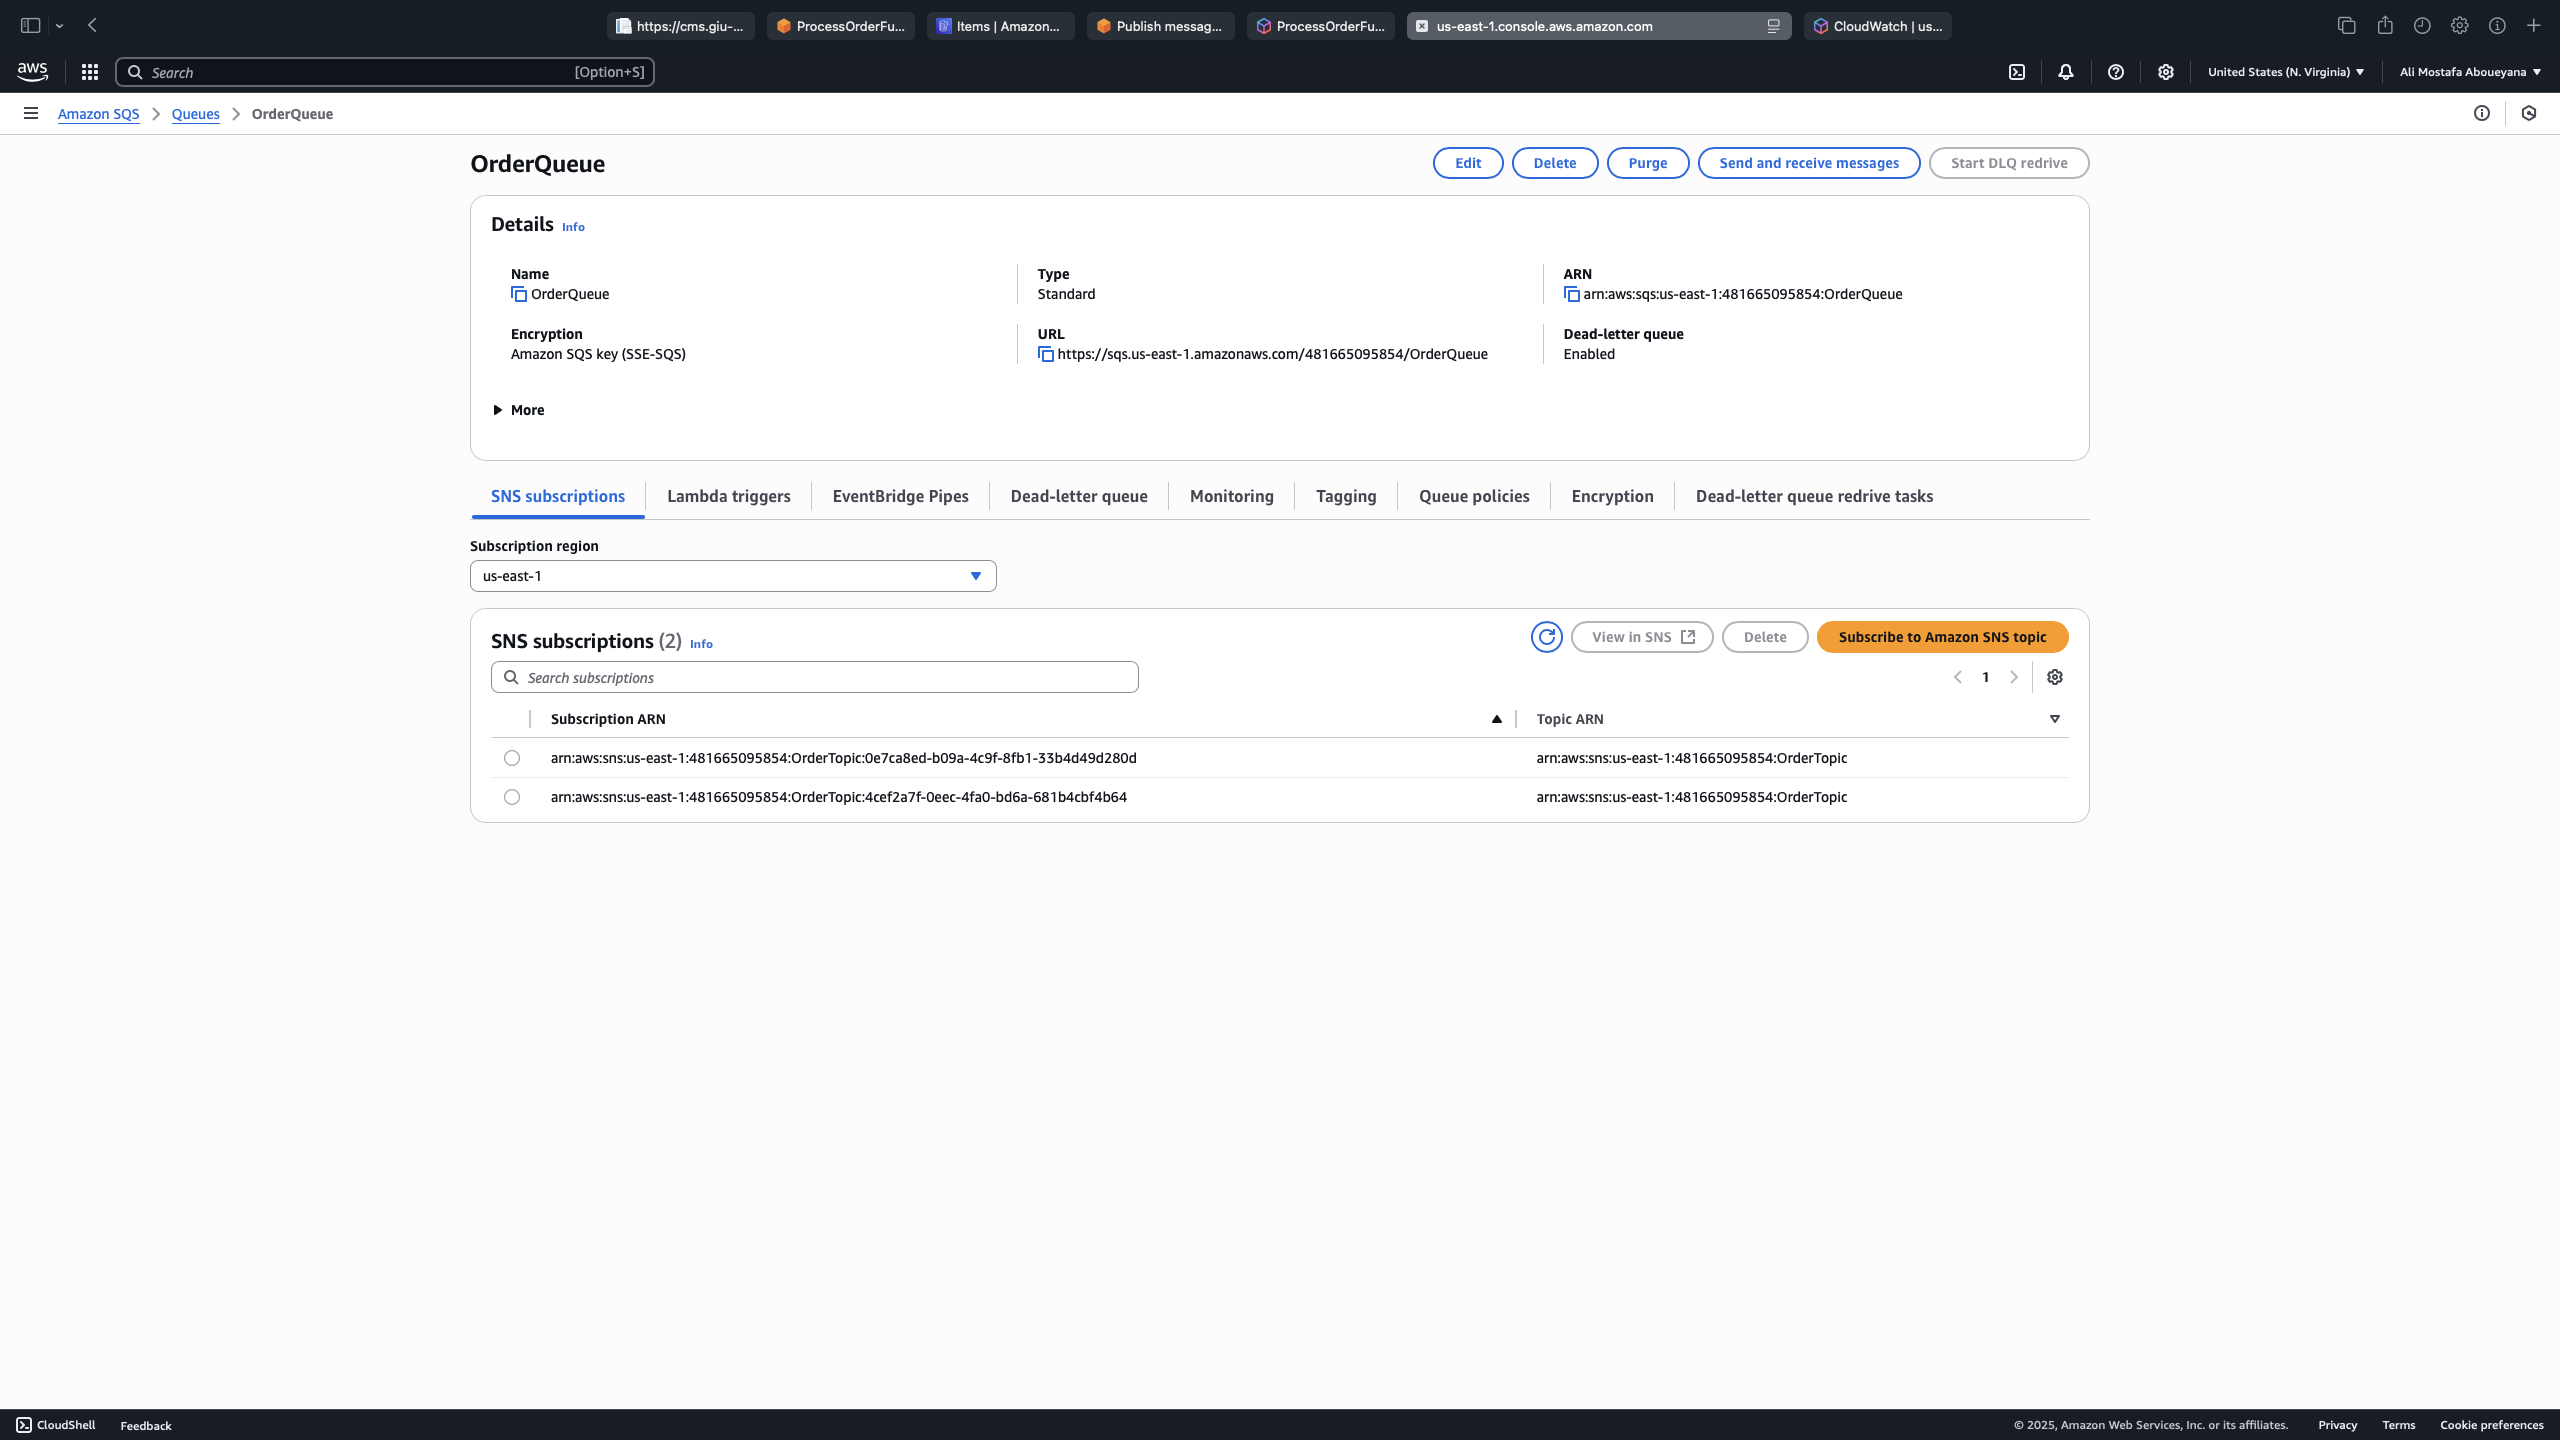 https://cms.giu-... ProcessOrderFu... Items | Amazon... Publish messag... ProcessOrderFu... us-east-1.console.aws.amazon.com CloudWatch | us...
aws Search [Option+S] United States (N. Virginia) Ali Mostafa Aboueyana
Amazon SQS Queues OrderQueue
OrderQueue Edit Delete Purge Send and receive messages Start DLQ redrive
Details Info
Name Type ARN
OrderQueue Standard arn:aws:sqs:us-east-1:481665095854:OrderQueue
Encryption URL Dead-letter queue
Amazon SQS key (SSE-SQS) https://sqs.us-east-1.amazonaws.com/481665095854/OrderQueue Enabled
More
SNS subscriptions Lambda triggers EventBridge Pipes Dead-letter queue Monitoring Tagging Queue policies Encryption Dead-letter queue redrive tasks
Subscription region
us-east-1
SNS subscriptions (2) Info View in SNS Delete Subscribe to Amazon SNS topic
Search subscriptions 1
Subscription ARN Topic ARN
arn:aws:sns:us-east-1:481665095854:OrderTopic:0e7ca8ed-b09a-4c9f-8fb1-33b4d49d280d arn:aws:sns:us-east-1:481665095854:OrderTopic
arn:aws:sns:us-east-1:481665095854:OrderTopic:4cef2a7f-0eec-4fa0-bd6a-681b4cbf4b64 arn:aws:sns:us-east-1:481665095854:OrderTopic
CloudShell Feedback © 2025, Amazon Web Services, Inc. or its affiliates. Privacy Terms Cookie preferences